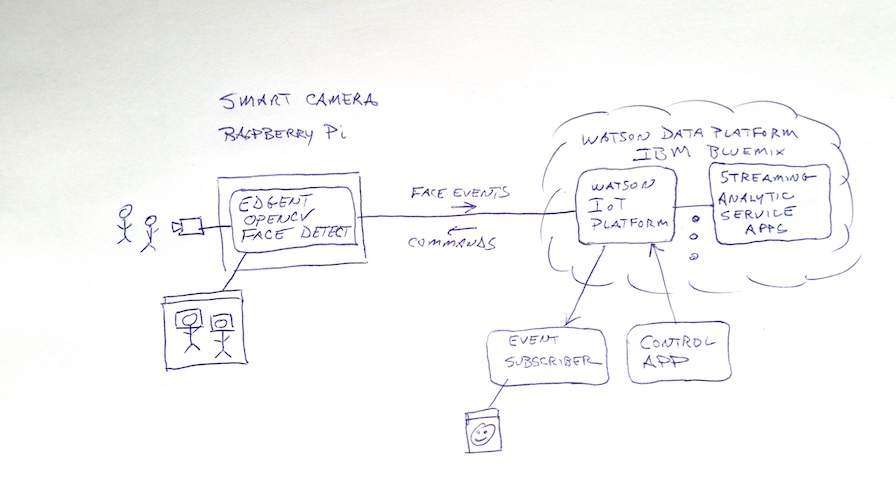 SMART CAMERA
RASPBERRY Pi
EDGENT
OPENCV
FACE DETECT
FACE EVENTS
COMMANDS
WATSON DATA PLATFORM
IBM BLUEMIX
WATSON
IoT
PLATFORM
STREAMING
ANALYTIC
SERVICE
APPS
EVENT
SUBSCRIBER
CONTROL
APP